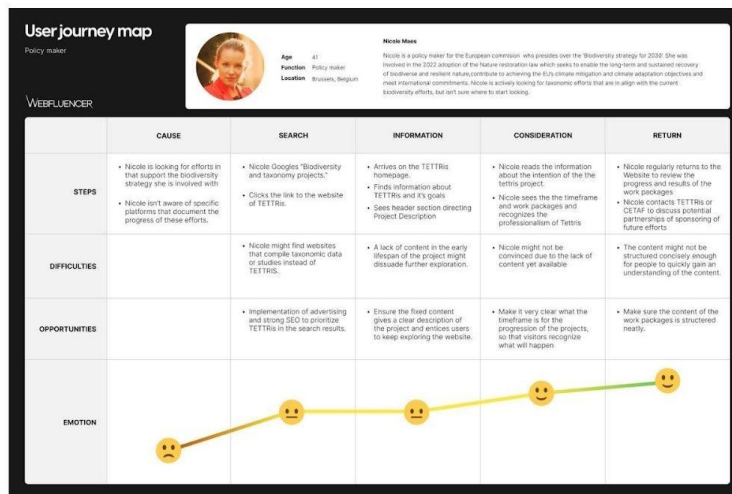 User journey map
Policy maker
WEBFLUENCER
Age 41
Function Policy maker
Location Brussels, Belgium
Nicole Maes
Nicole is a policy maker for the European commision who presides over the 'Biodiversity strategy for 2030'. She was
involved in the 2022 adoption of the Nature restoration law which seeks to enable the long-term and sustained recovery
of biodiverse and resilient nature,contribute to achieving the EU's climate mitigation and climate adaptation objectives and
meet international commitments. Nicole is actively looking for taxonomic efforts that are in align with the current
biodiversity efforts, but isn't sure where to start looking.
CAUSE SEARCH INFORMATION CONSIDERATION RETURN
STEPS
• Nicole is looking for efforts in
that support the biodiversity
strategy she is involved with
• Nicole isn't aware of specific
platforms that document the
progress of these efforts.
• Nicole Googles "Biodiversity
and taxonomy projects."
• Clicks the link to the website
of TETTRis.
• Arrives on the TETTRis
homepage.
• Finds information about
TETTRis and it's goals
• Sees header section directing
Project Description
• Nicole reads the information
about the intention of the the
tettris project.
• Nicole sees the the timeframe
and work packages and
recognizes the
professionalism of Tettris
• Nicole regularly returns to the
Website to review the
progress and results of the
work packages
• Nicole contacts TETTRis or
CETAF to discuss potential
partnerships of sponsoring of
future efforts
DIFFICULTIES
• Nicole might find websites
that compile taxonomic data
or studies instead of
TETTRIS.
• A lack of content in the early
lifespan of the project might
dissuade further exploration.
• Nicole might not be
convinced due to the lack of
content yet available
• The content might not be
structured concisely enough
for people to quickly gain an
understanding of the content.
OPPORTUNITIES
• Implementation of advertising
and strong SEO to prioritize
TETTRis in the search results.
• Ensure the fixed content
gives a clear description of
the project and entices users
to keep exploring the website.
• Make it very clear what the
timeframe is for the
progression of the projects,
so that visitors recognize
what will happen
• Make sure the content of the
work packages is structered
neatly.
EMOTION